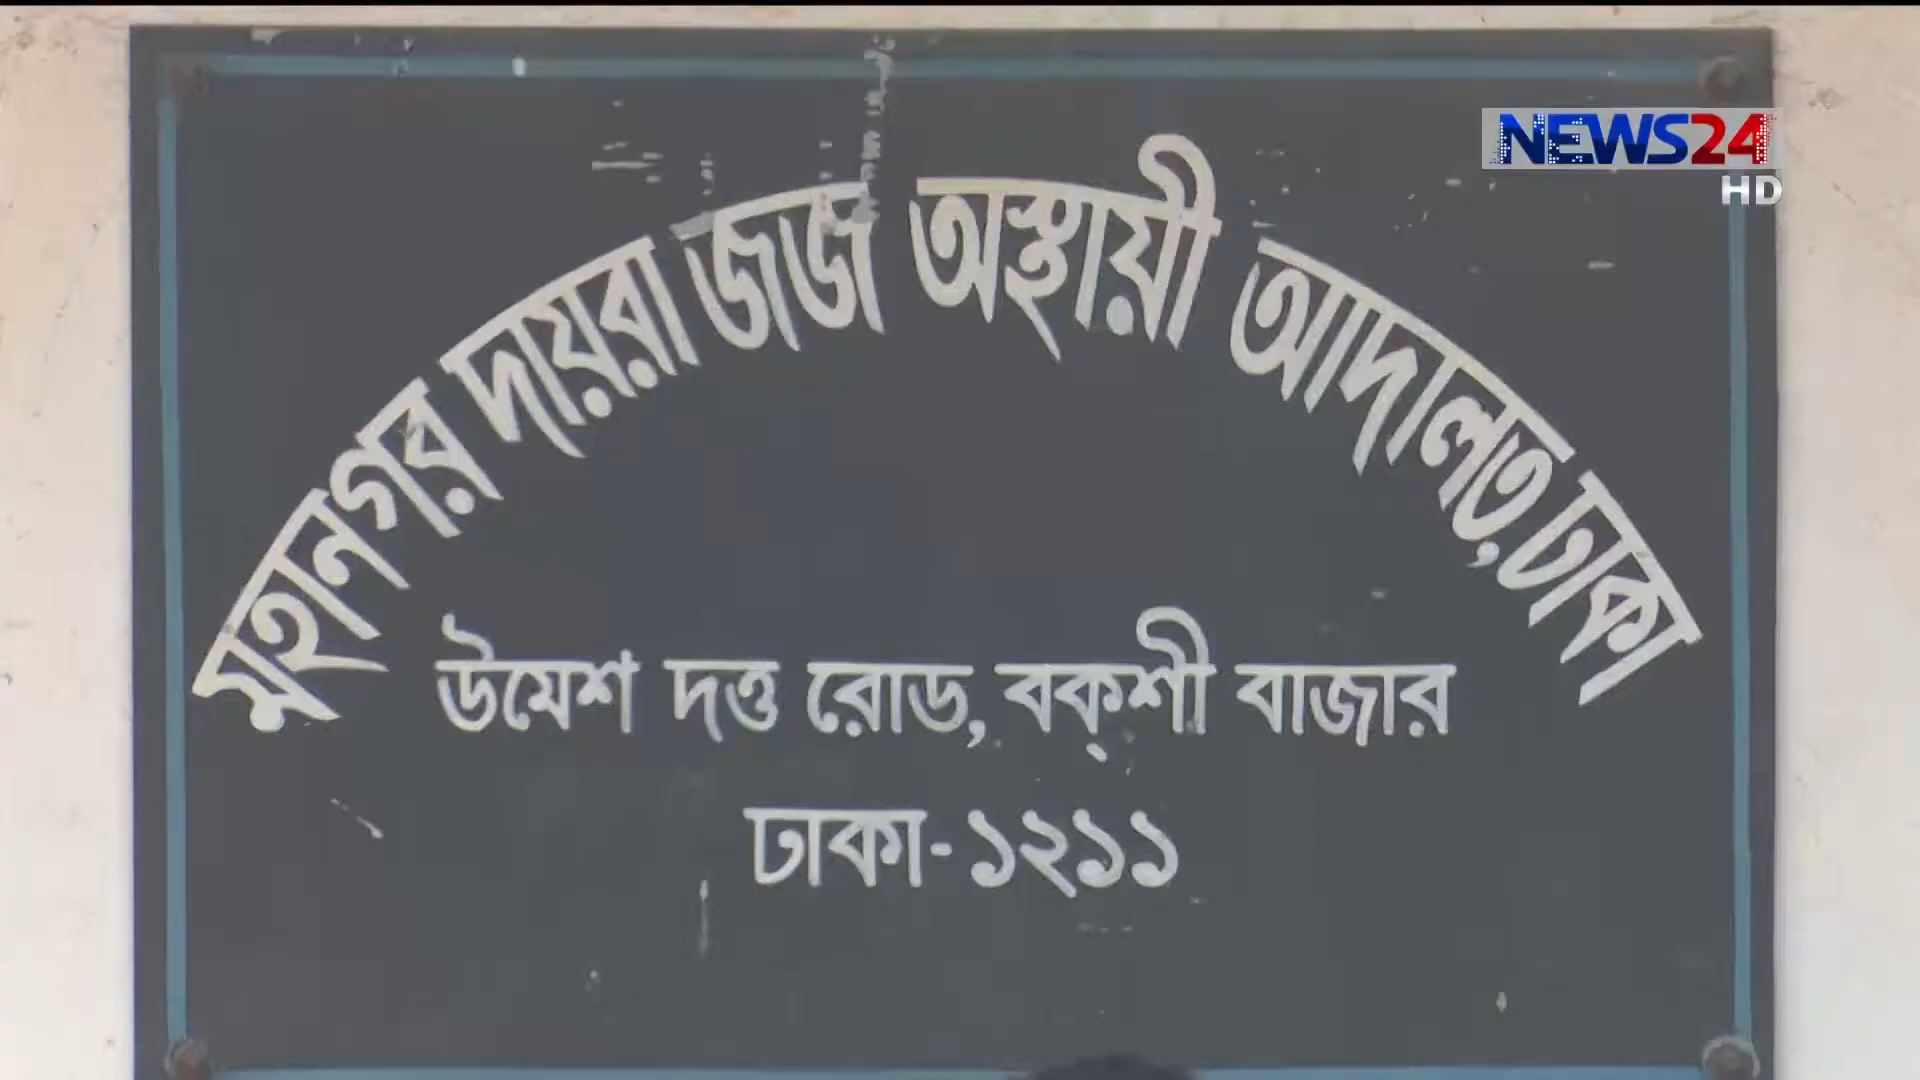 NEWS24
HD
মহানগর দায়রা জজ অস্থায়ী আদালত, ঢাকা
উমেশ দত্ত রোড, বক্‌শী বাজার
ঢাকা-১২১১